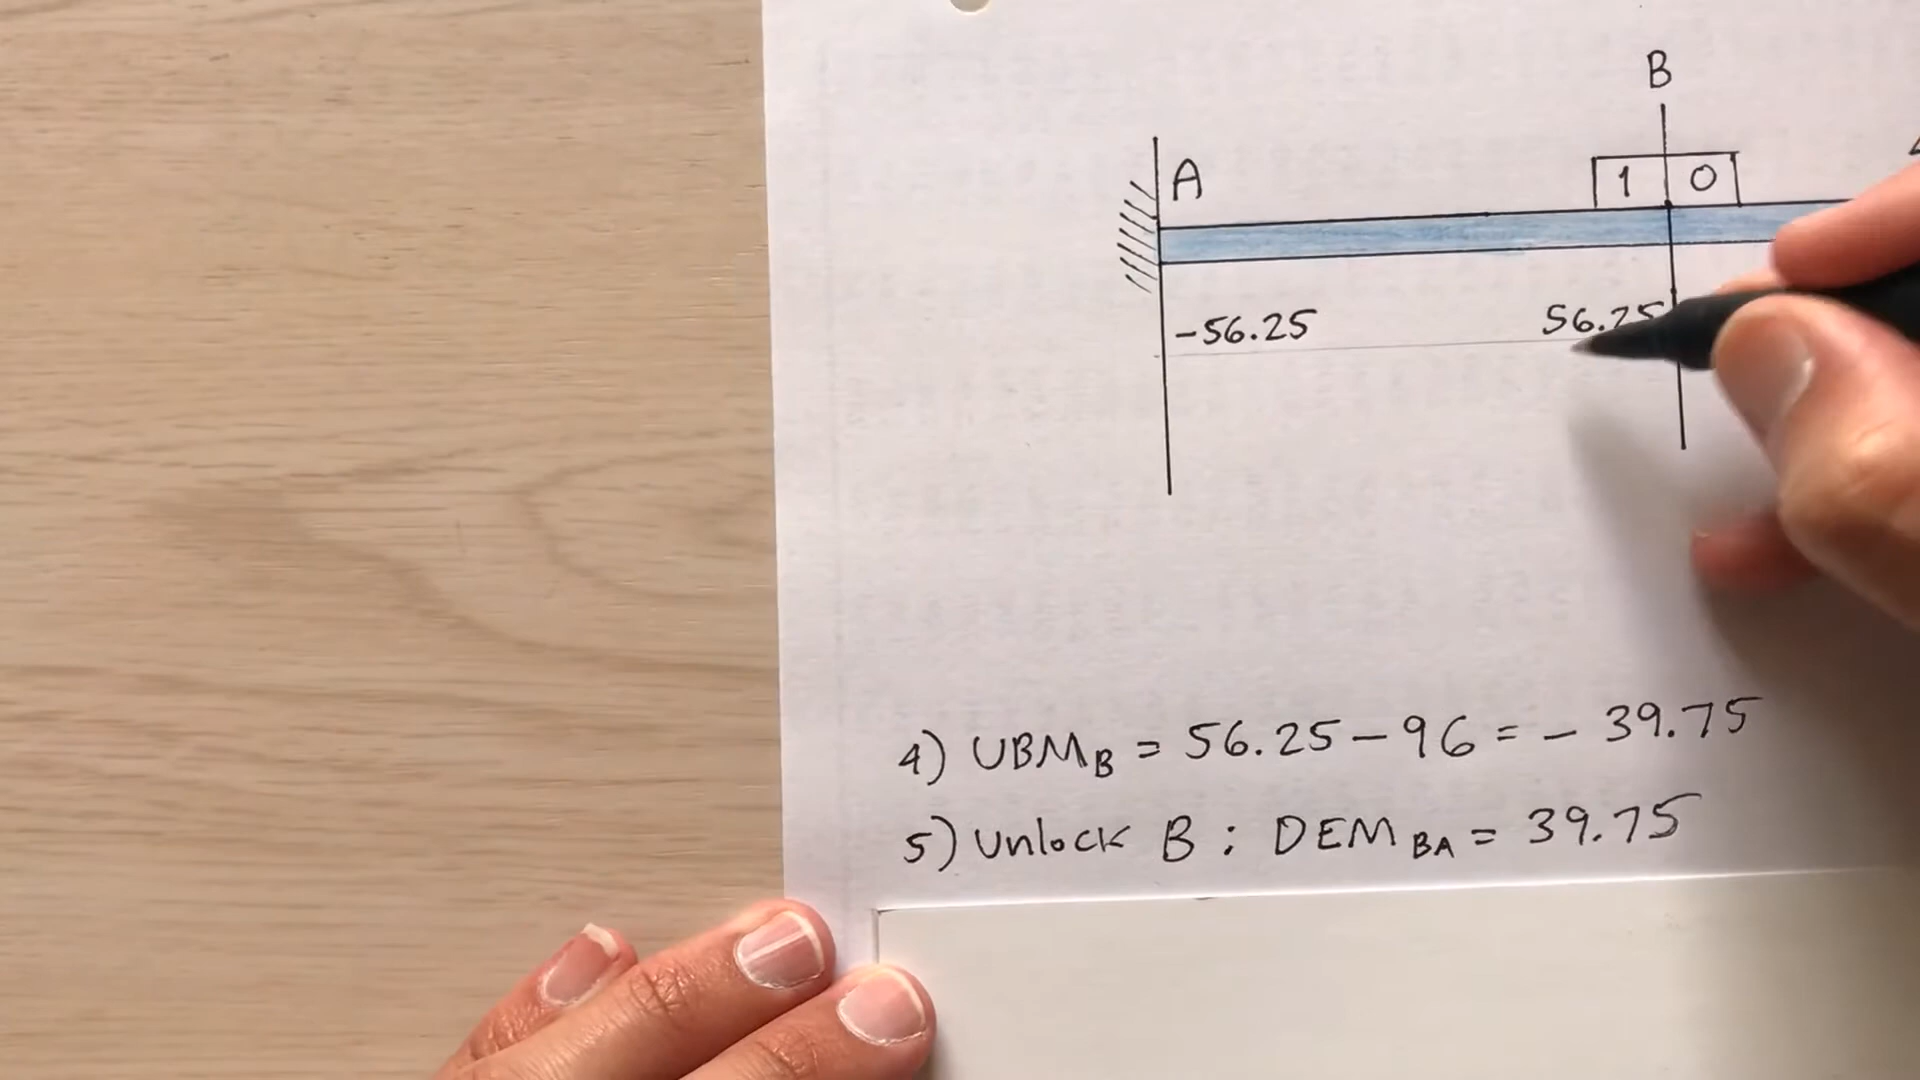 B
A
1 0
-56.25 56.25
4) UBM_B = 56.25 - 96 = - 39.75
5) Unlock B : DEM_BA = 39.75